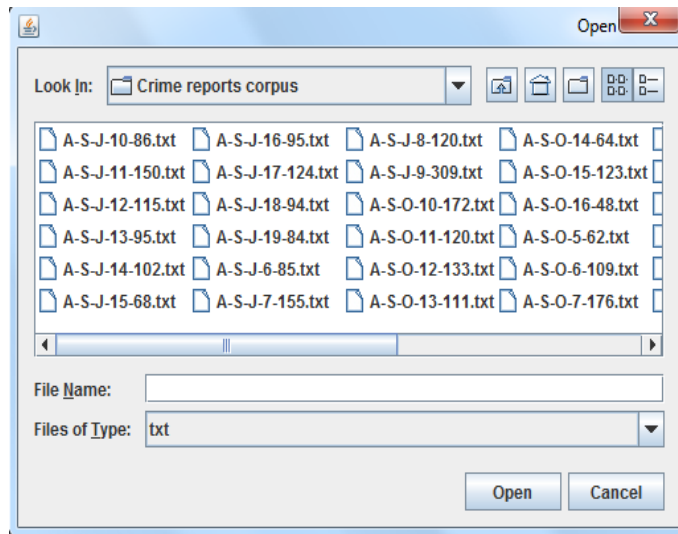 Open
Look In: Crime reports corpus
A-S-J-10-86.txt A-S-J-16-95.txt A-S-J-8-120.txt A-S-O-14-64.txt
A-S-J-11-150.txt A-S-J-17-124.txt A-S-J-9-309.txt A-S-O-15-123.txt
A-S-J-12-115.txt A-S-J-18-94.txt A-S-O-10-172.txt A-S-O-16-48.txt
A-S-J-13-95.txt A-S-J-19-84.txt A-S-O-11-120.txt A-S-O-5-62.txt
A-S-J-14-102.txt A-S-J-6-85.txt A-S-O-12-133.txt A-S-O-6-109.txt
A-S-J-15-68.txt A-S-J-7-155.txt A-S-O-13-111.txt A-S-O-7-176.txt
File Name:
Files of Type: txt
Open Cancel